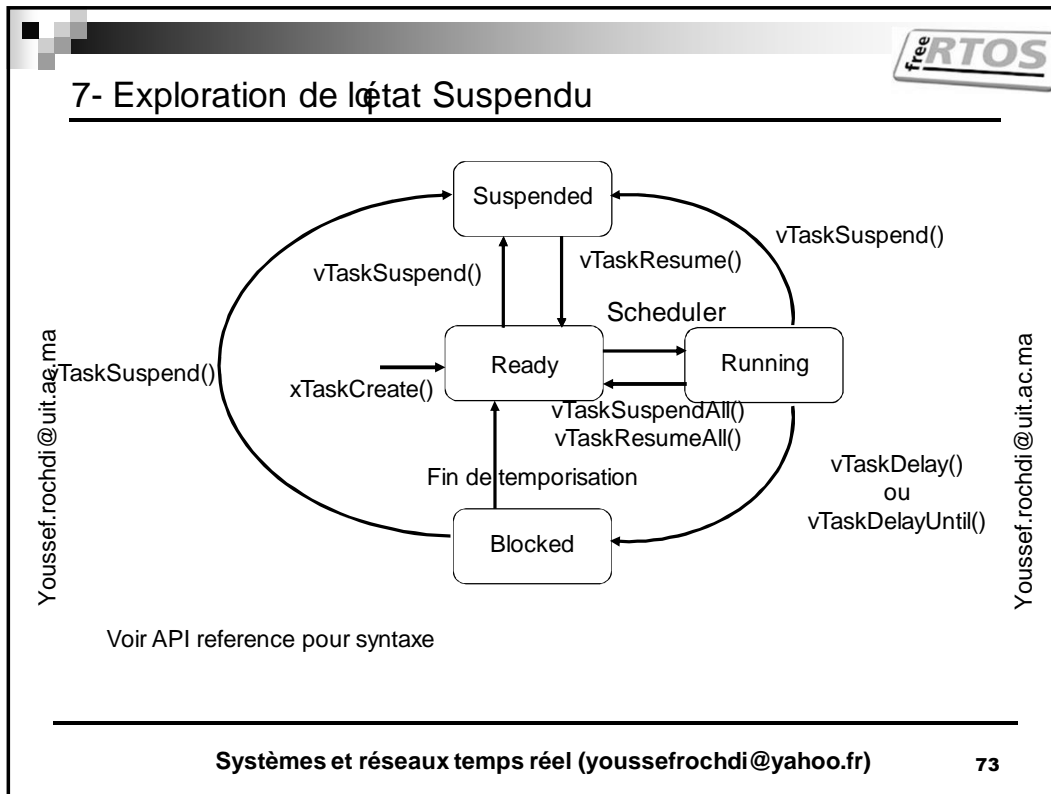 free RTOS
7- Exploration de l'état Suspendu
Suspended
vTaskSuspend()
vTaskSuspend()
vTaskResume()
Scheduler
Ready
Running
vTaskSuspend()
xTaskCreate()
vTaskSuspendAll()
vTaskResumeAll()
Fin de temporisation
vTaskDelay()
ou
vTaskDelayUntil()
Blocked
Youssef.rochdi@uit.ac.ma
Youssef.rochdi@uit.ac.ma
Voir API reference pour syntaxe
Systèmes et réseaux temps réel (youssefrochdi@yahoo.fr)
73